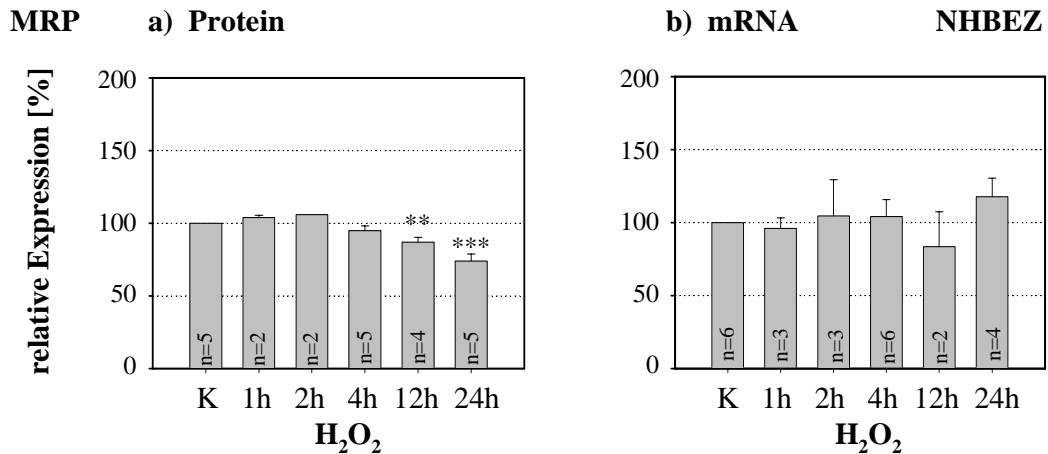 MRP a) Protein b) mRNA NHBEZ
relative Expression [%]
200
150
100
50
0
** ***
n=5 n=2 n=2 n=5 n=4 n=5
K 1h 2h 4h 12h 24h
H₂O₂
200
150
100
50
0
n=6 n=3 n=3 n=6 n=2 n=4
K 1h 2h 4h 12h 24h
H₂O₂